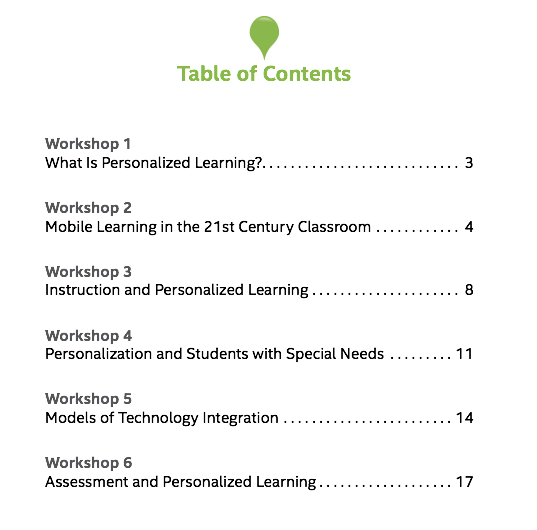 Table of Contents
Workshop 1
What Is Personalized Learning?. . . . . . . . . . . . . . . . . . . . . . . . . . . . 3
Workshop 2
Mobile Learning in the 21st Century Classroom . . . . . . . . . . . . 4
Workshop 3
Instruction and Personalized Learning . . . . . . . . . . . . . . . . . . . . . 8
Workshop 4
Personalization and Students with Special Needs . . . . . . . . . 11
Workshop 5
Models of Technology Integration . . . . . . . . . . . . . . . . . . . . . . . . 14
Workshop 6
Assessment and Personalized Learning . . . . . . . . . . . . . . . . . . . 17